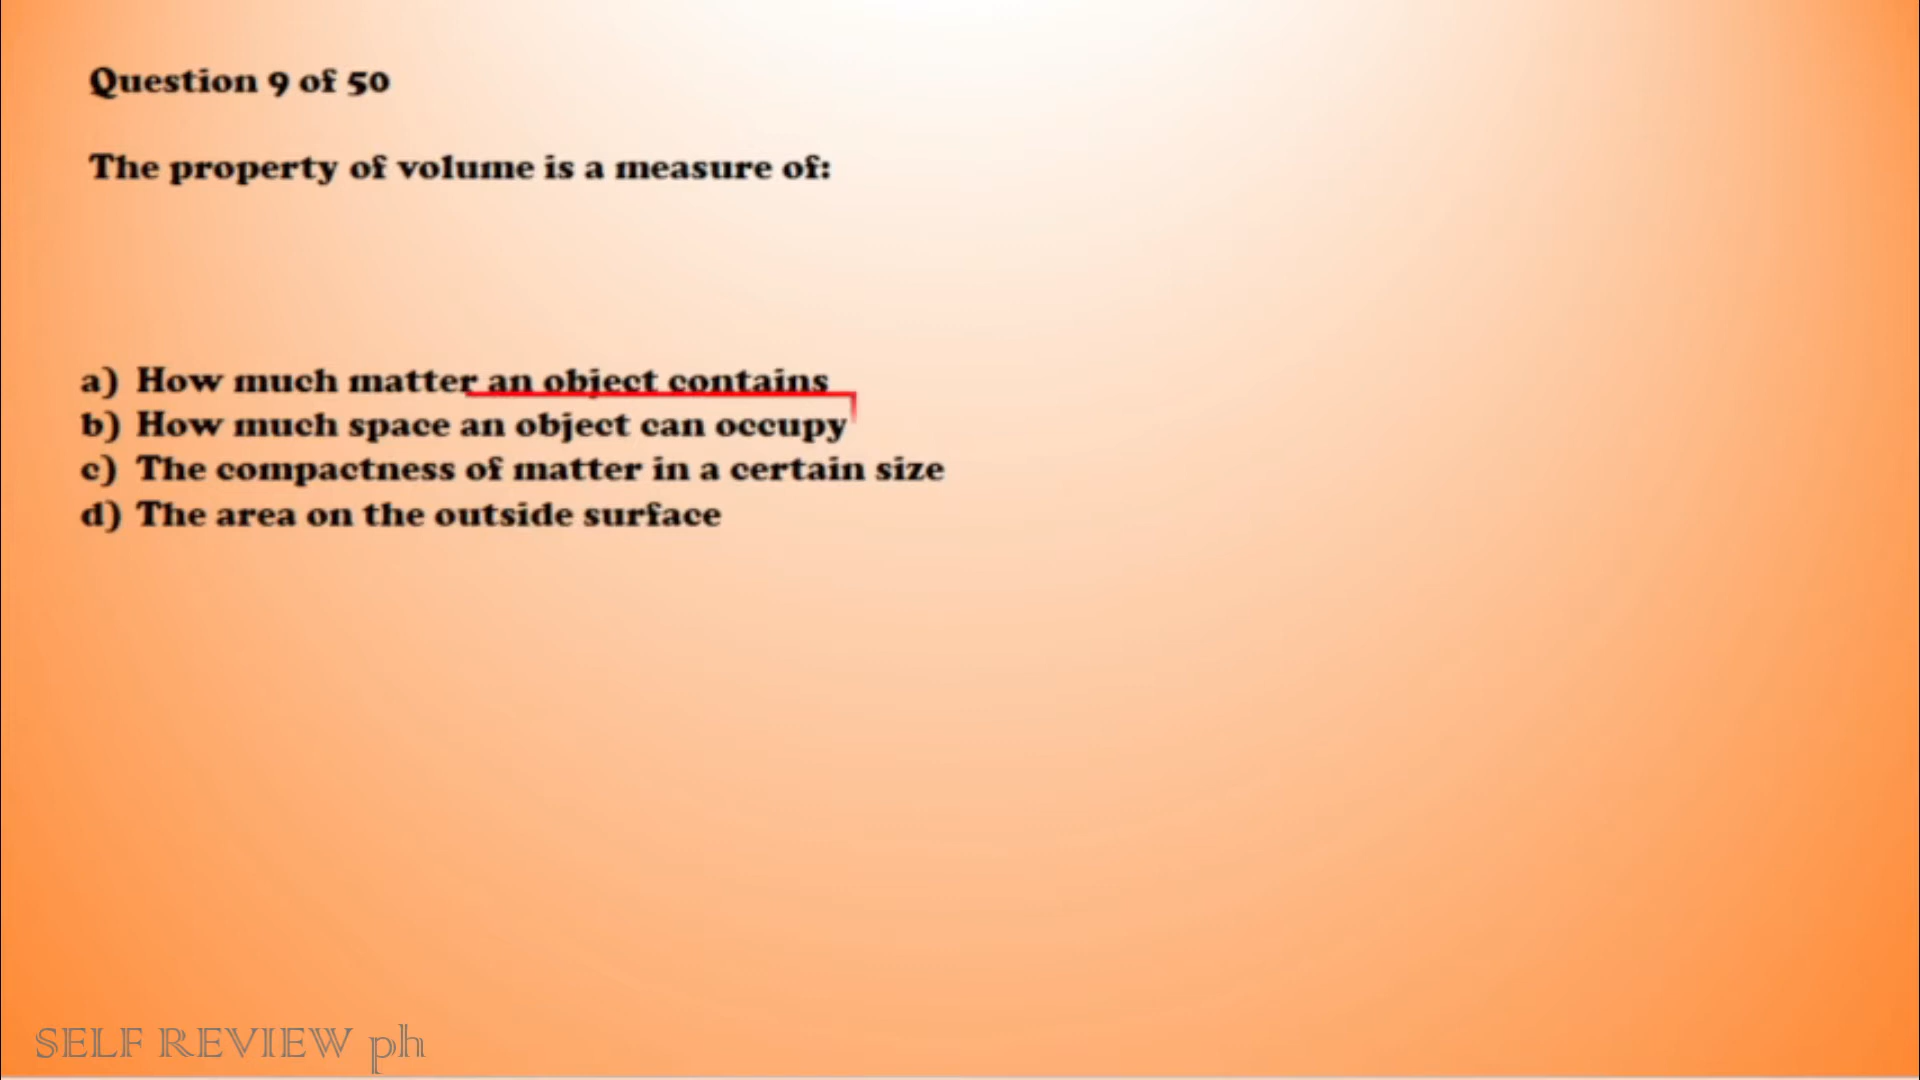 Question 9 of 50
The property of volume is a measure of:
a) How much matter an object contains
b) How much space an object can occupy
c) The compactness of matter in a certain size
d) The area on the outside surface
SELF REVIEW ph